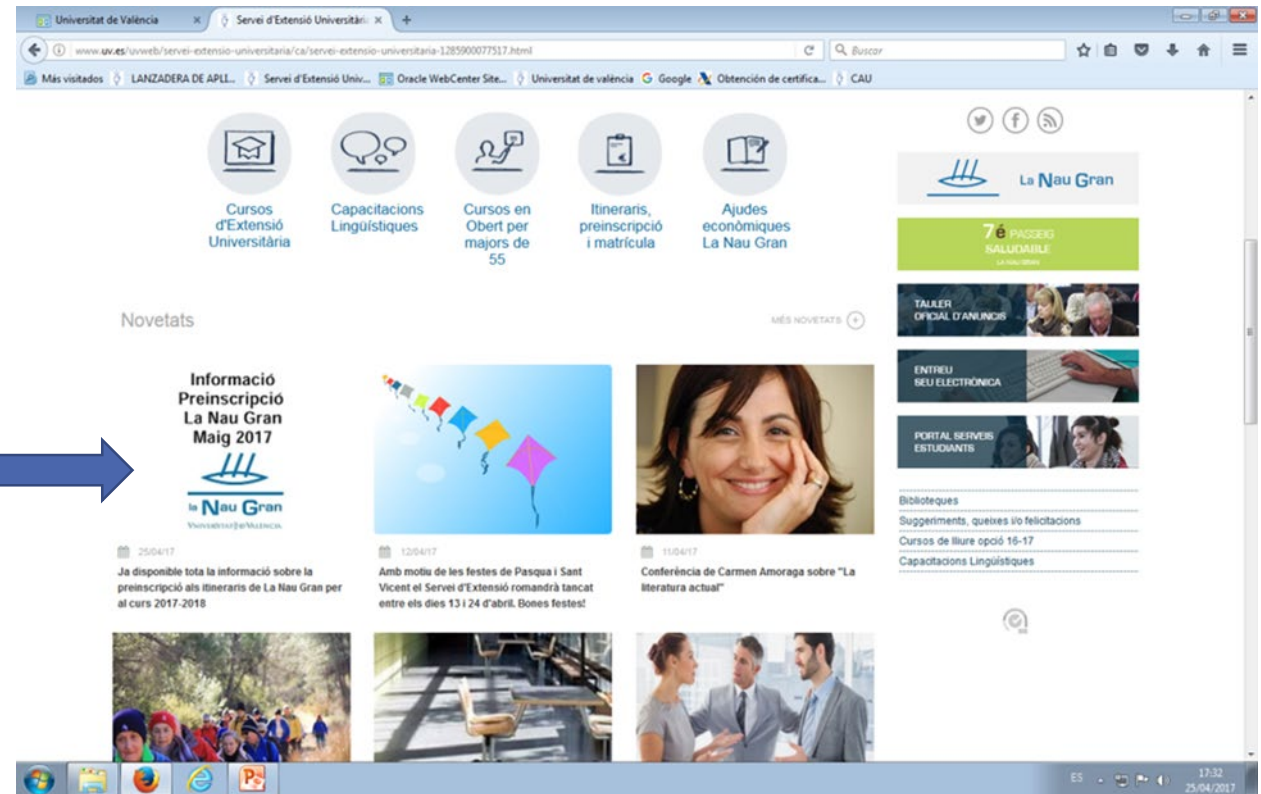 Universitat de València
Servei d'Extensió Universitàri...
www.uv.es/uvweb/servei-extensio-universitaria/ca/servei-extensio-universitaria-1285900077517.html
Buscar
Más visitados
LANZADERA DE APLI...
Servei d'Extensió Univ...
Oracle WebCenter Site...
Universitat de valència
Google
Obtención de certifica...
CAU
Cursos
d'Extensió
Universitària
Capacitacions
Lingüístiques
Cursos en
Obert per
majors de
55
Itineraris,
preinscripció
i matrícula
Ajudes
econòmiques
La Nau Gran
Novetats
MÉS NOVETATS
Informació
Preinscripció
La Nau Gran
Maig 2017
la Nau Gran
25/04/17
Ja disponible tota la informació sobre la
preinscripció als itineraris de La Nau Gran per
al curs 2017-2018
12/04/17
Amb motiu de les festes de Pasqua i Sant
Vicent el Servei d'Extensió romandrà tancat
entre els dies 13 i 24 d'abril. Bones festes!
11/04/17
Conferència de Carmen Amoraga sobre "La
literatura actual"
La Nau Gran
7é PASSEIG
SALUDABLE
LA NAU GRAN
TAULER
OFICIAL D'ANUNCIS
ENTREU
SEU ELECTRÒNICA
PORTAL SERVEIS
ESTUDIANTS
Biblioteques
Suggeriments, queixes i/o felicitacions
Cursos de lliure opció 16-17
Capacitacions Lingüístiques
ES
17:32
25/04/2017